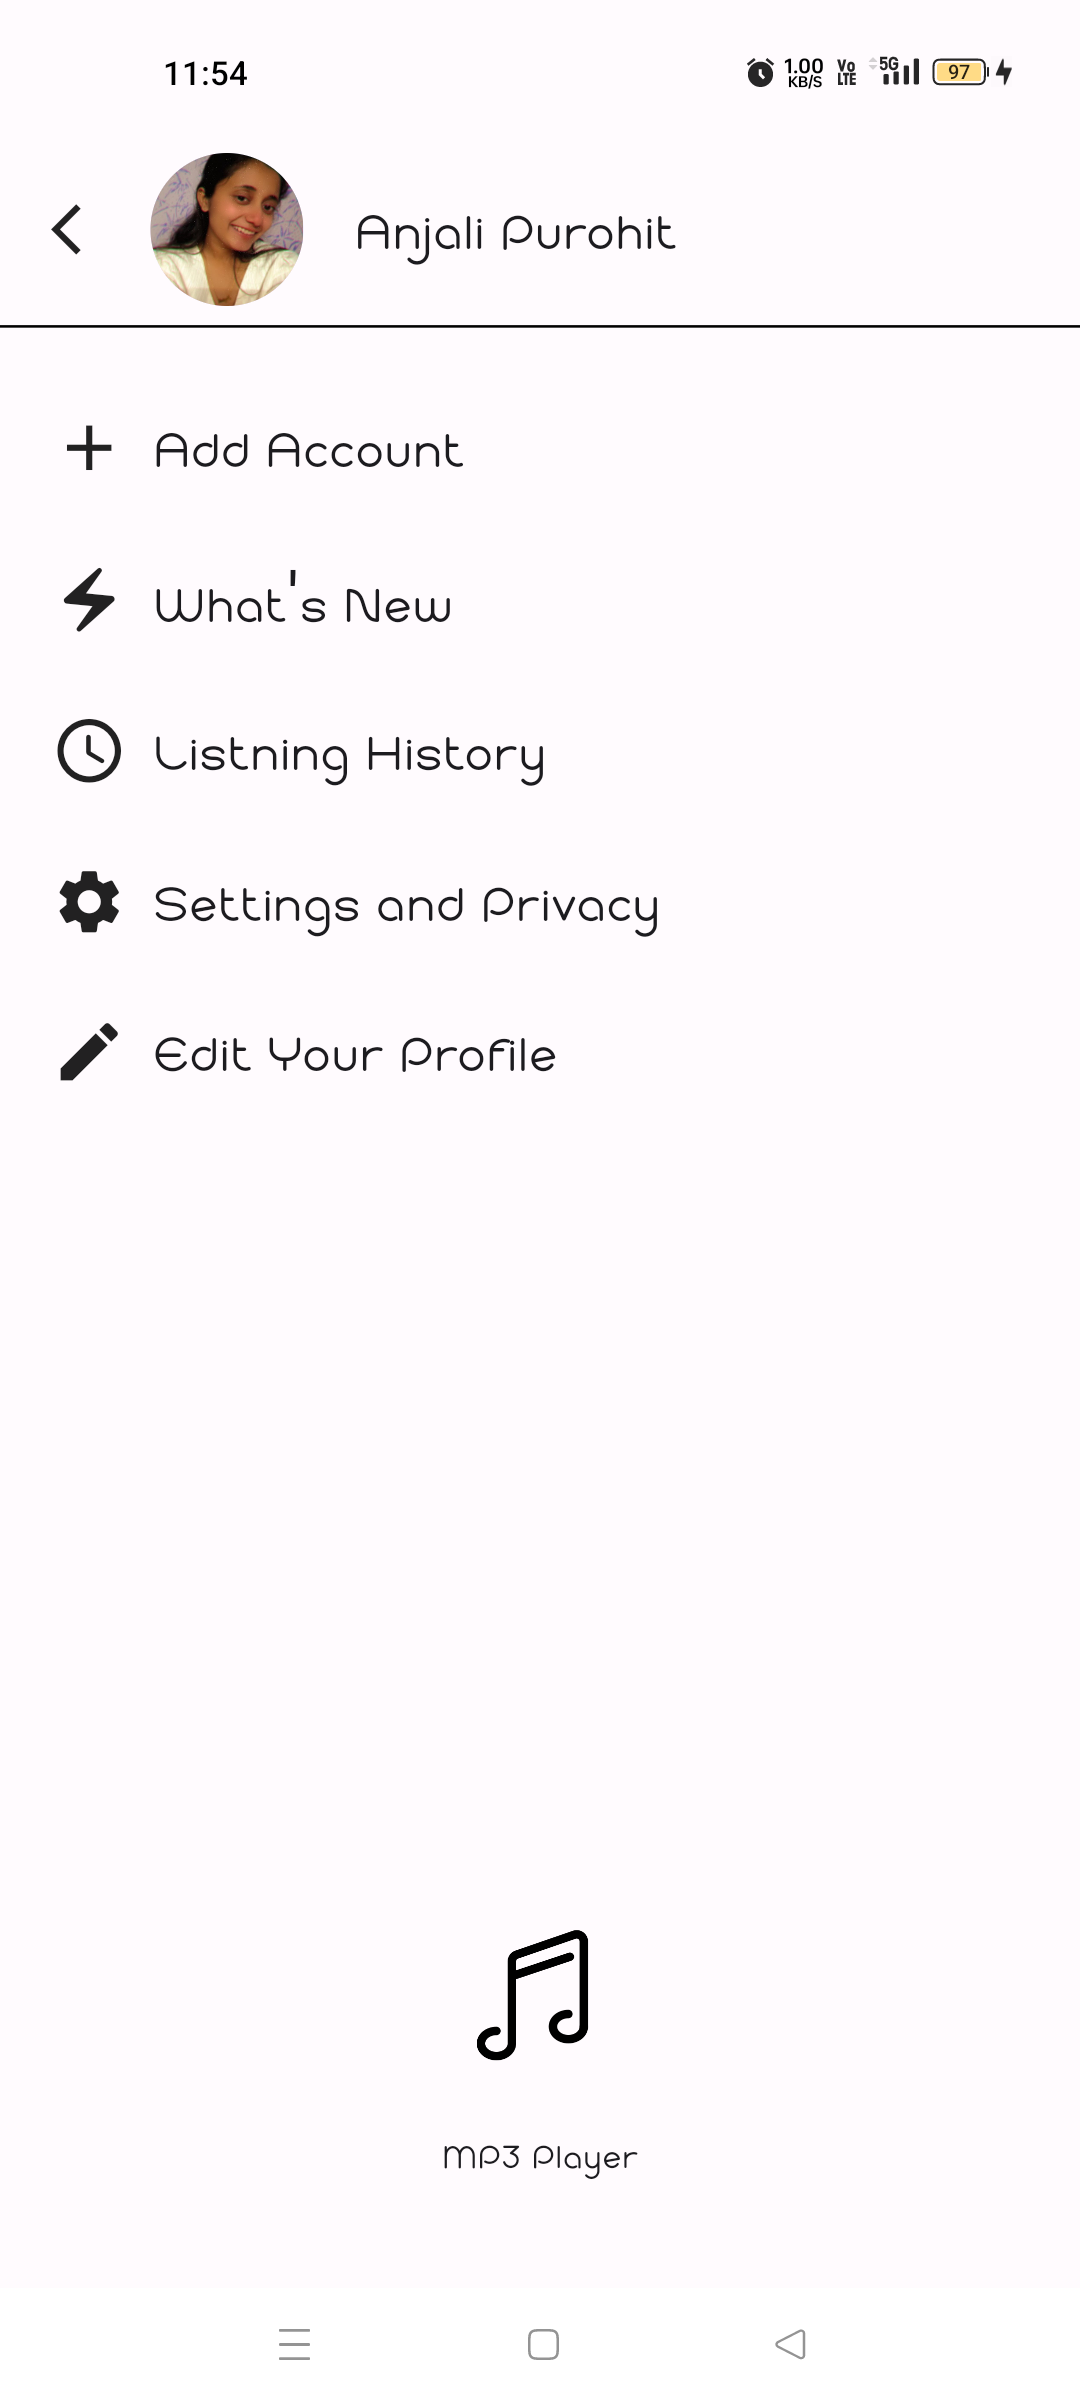 11:54 1.00 KB/S Vo LTE 5G 97
Anjali Purohit
Add Account
What's New
Listning History
Settings and Privacy
Edit Your Profile
MP3 Player